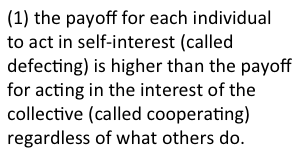 (1) the payoff for each individual
to act in self-interest (called
defecting) is higher than the payoff
for acting in the interest of the
collective (called cooperating)
regardless of what others do.